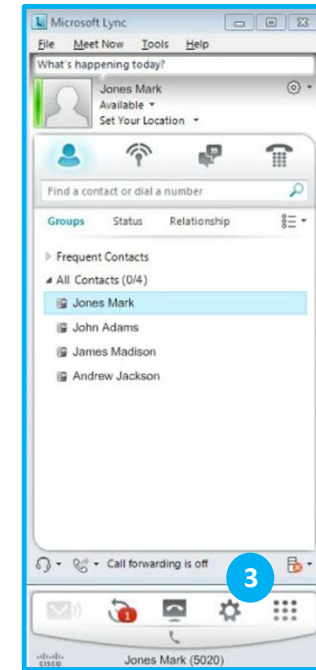 Microsoft Lync
File Meet Now Tools Help
What's happening today?
Jones Mark
Available
Set Your Location
Find a contact or dial a number
Groups Status Relationship
Frequent Contacts
All Contacts (0/4)
Jones Mark
John Adams
James Madison
Andrew Jackson
Call forwarding is off
3
1
CISCO
Jones Mark (5020)